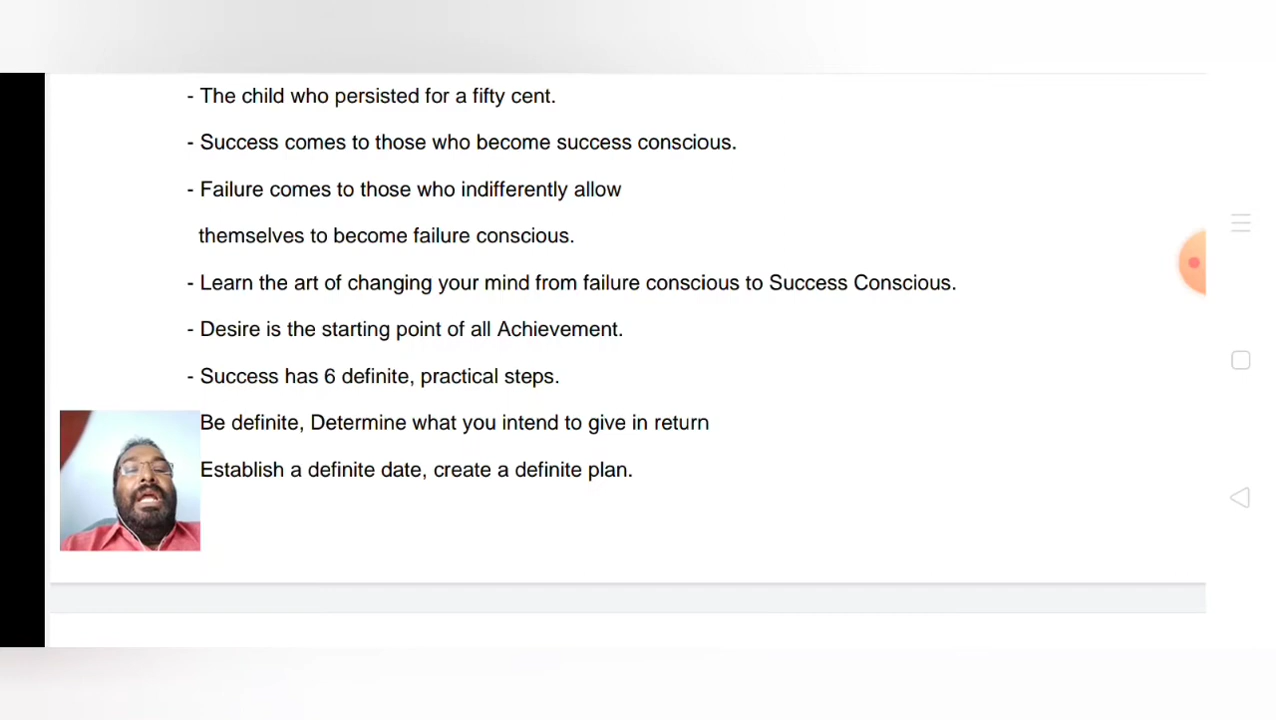 - The child who persisted for a fifty cent.
- Success comes to those who become success conscious.
- Failure comes to those who indifferently allow
themselves to become failure conscious.
- Learn the art of changing your mind from failure conscious to Success Conscious.
- Desire is the starting point of all Achievement.
- Success has 6 definite, practical steps.
Be definite, Determine what you intend to give in return
Establish a definite date, create a definite plan.